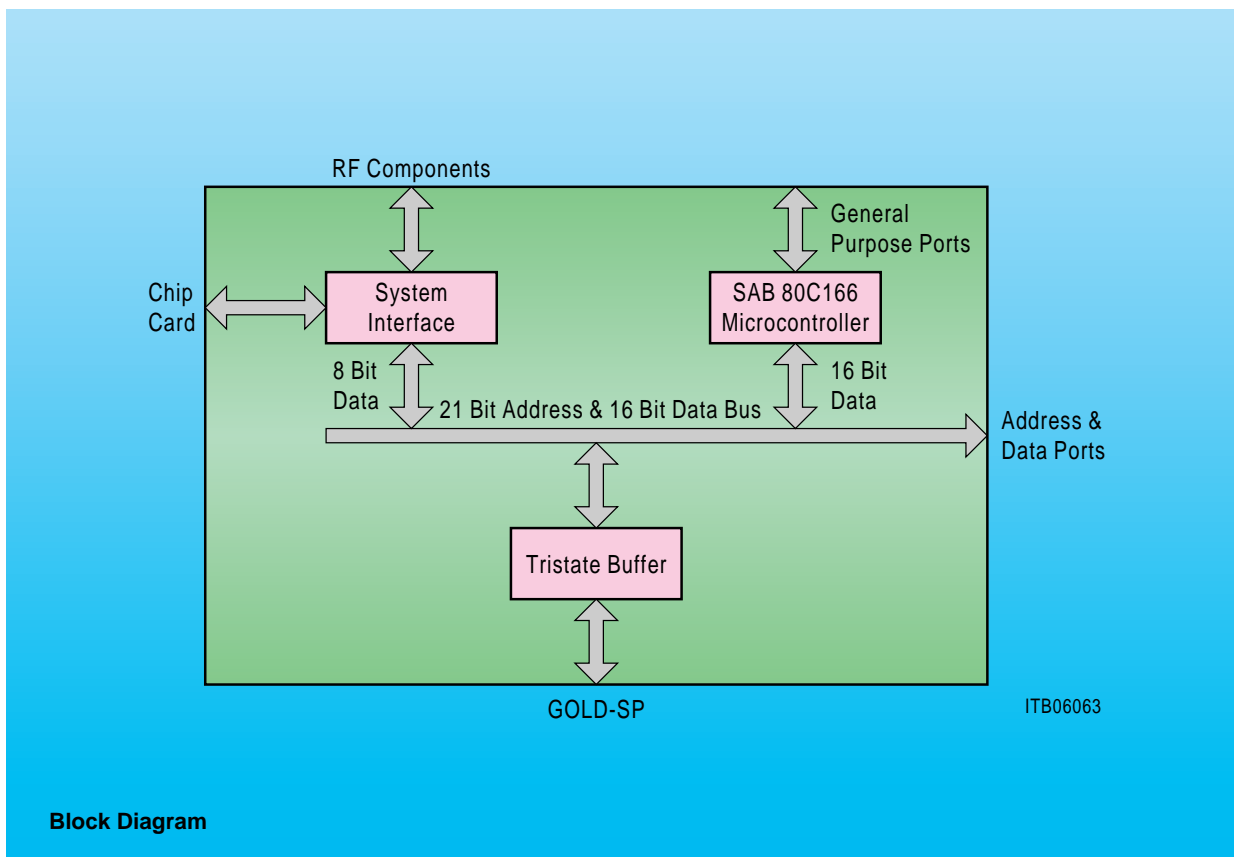 RF Components
General
Purpose Ports
Chip
Card
System
Interface
SAB 80C166
Microcontroller
8 Bit
Data
16 Bit
Data
21 Bit Address & 16 Bit Data Bus
Address &
Data Ports
Tristate Buffer
GOLD-SP
ITB06063
Block Diagram